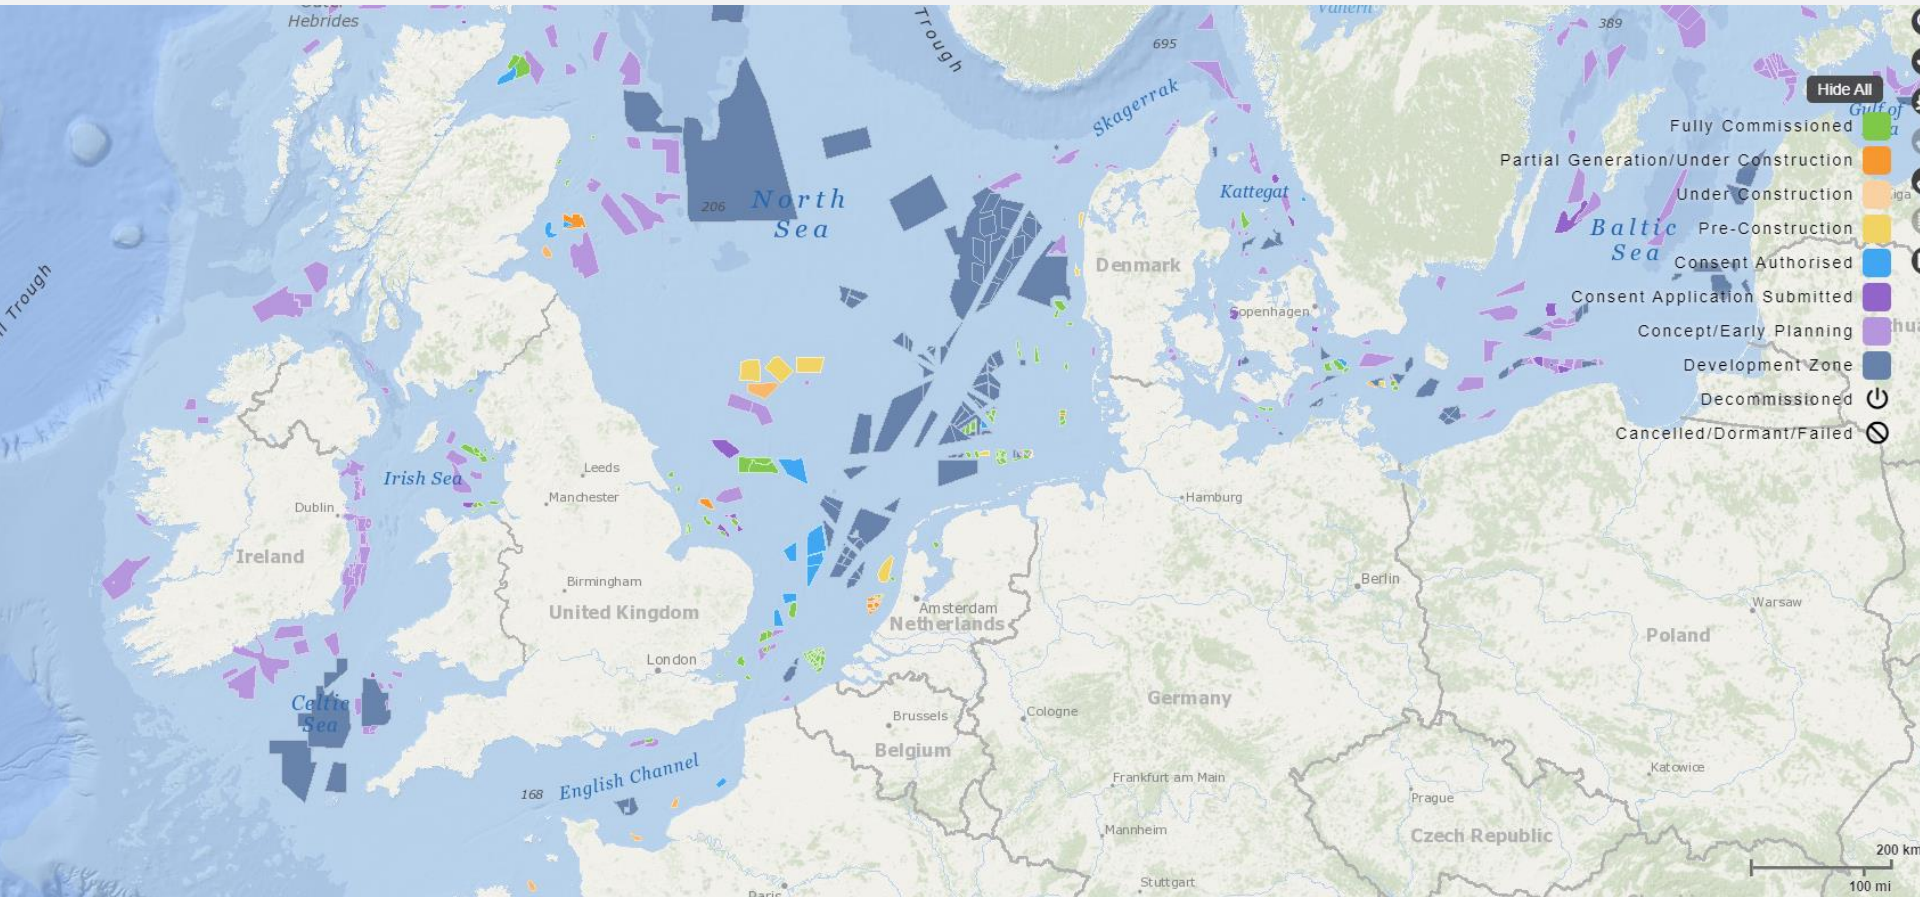 Hebrides
Trough
695
389
Skagerrak
Hide All
Gulf of
Fully Commissioned
Partial Generation/Under Construction
Under Construction
Pre-Construction
Consent Authorised
Consent Application Submitted
Concept/Early Planning
Development Zone
Decommissioned
Cancelled/Dormant/Failed
North
Sea
206
Kattegat
Baltic
Sea
Denmark
Copenhagen
Trough
Irish Sea
Leeds
Manchester
Dublin
Ireland
Birmingham
United Kingdom
London
Amsterdam
Netherlands
Hamburg
Berlin
Warsaw
Poland
Celtic
Sea
Brussels
Belgium
Cologne
Germany
English Channel
168
Frankfurt am Main
Katowice
Prague
Czech Republic
Mannheim
Stuttgart
Paris
200 km
100 mi